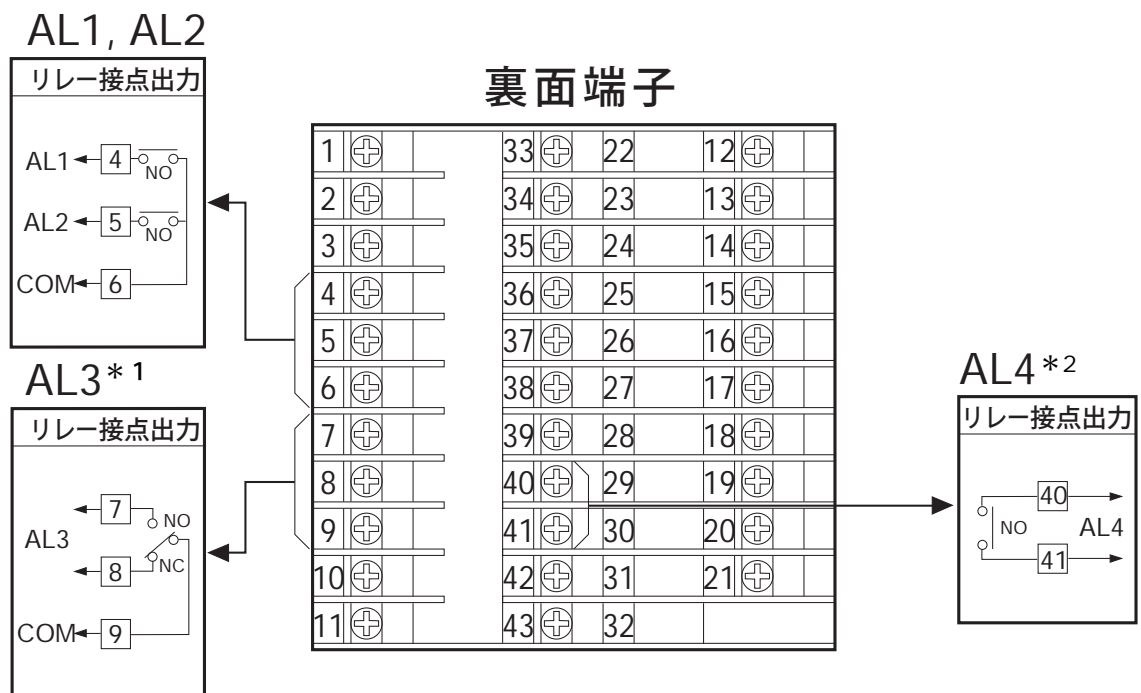 AL1, AL2
リレー接点出力
AL1 4 NO
AL2 5 NO
COM 6
AL3*1
リレー接点出力
7 NO
AL3
8 NC
COM 9
裏面端子
1 33 22 12
2 34 23 13
3 35 24 14
4 36 25 15
5 37 26 16
6 38 27 17
7 39 28 18
8 40 29 19
9 41 30 20
10 42 31 21
11 43 32
AL4*2
リレー接点出力
40
NO AL4
41